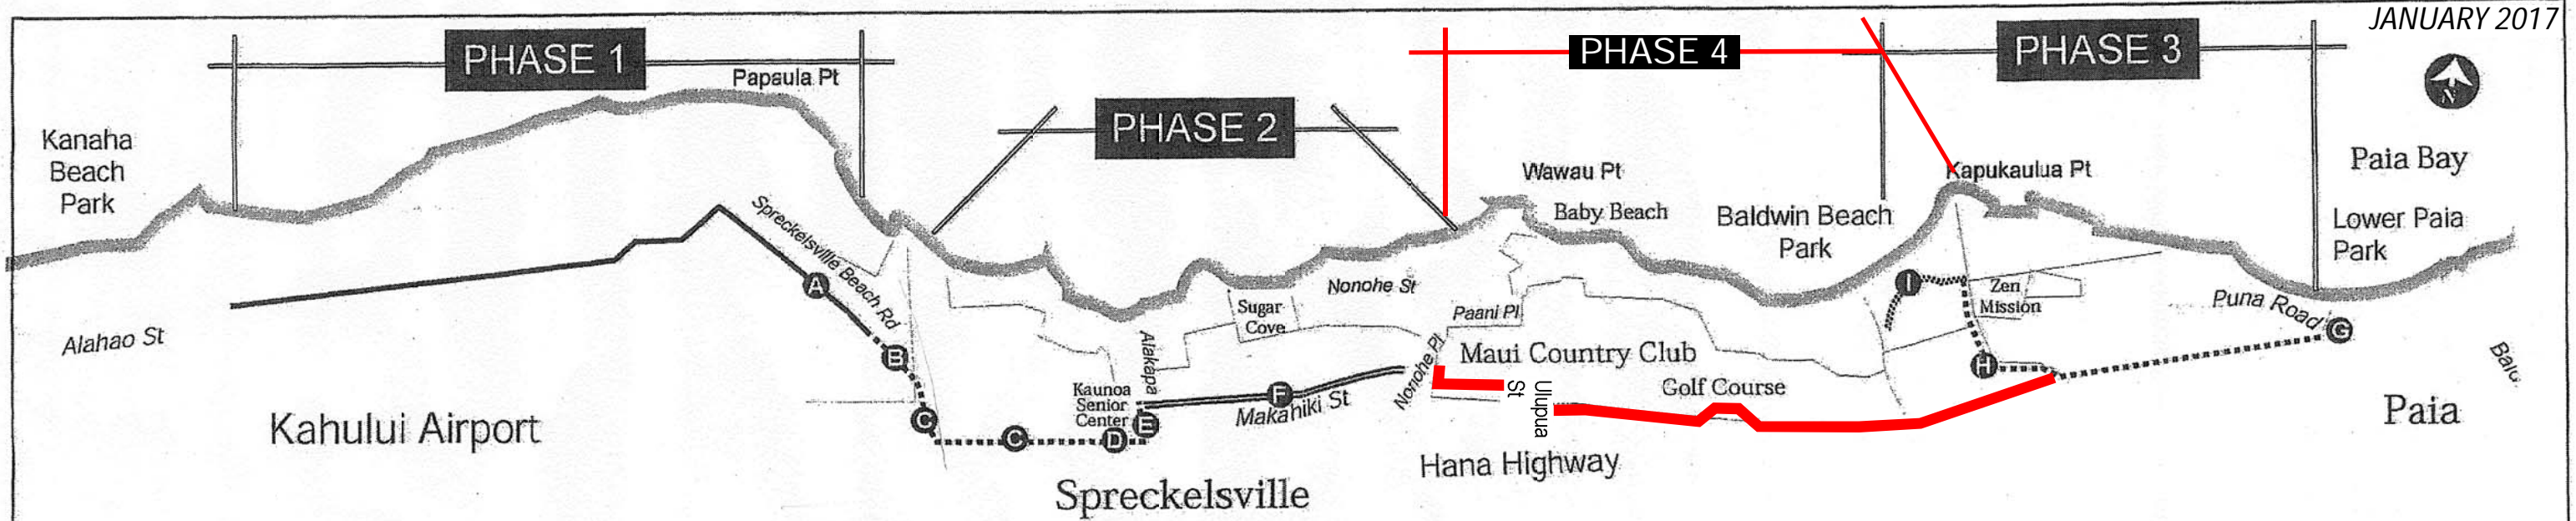 JANUARY 2017
PHASE 1
PHASE 4
PHASE 3
Papaula Pt
PHASE 2
N
Kanaha
Beach
Park
Wawau Pt
Kapukaulua Pt
Paia Bay
Baby Beach
Baldwin Beach
Park
Lower Paia
Park
Spreckelsville Beach Rd
A
Nonohe St
I
Zen
Mission
Sugar
Cove
Paani Pl
Puna Road
G
Alahao St
B
Alakapa
Nonohe Pl
Maui Country Club
H
Kaunoa
Senior
Center
F
Makahiki St
Ulupua
St
Golf Course
Kahului Airport
C
C
D
E
Paia
Hana Highway
Spreckelsville